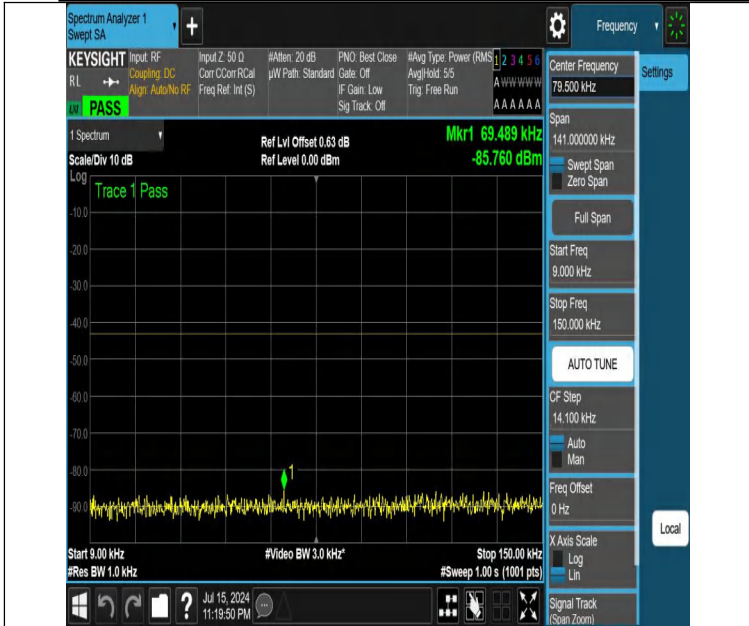 Spectrum Analyzer 1
Swept SA
+
Frequency
KEYSIGHT
RL
LXI
PASS
Input: RF
Coupling: DC
Align: Auto/No RF
Input Z: 50 Ω
Corr CCorr RCal
Freq Ref: Int (S)
#Atten: 20 dB
µW Path: Standard
PNO: Best Close
Gate: Off
IF Gain: Low
Sig Track: Off
#Avg Type: Power (RMS
Avg|Hold: 5/5
Trig: Free Run
1 2 3 4 5 6
A W W W W W
A A A A A A
1 Spectrum
Scale/Div 10 dB
Ref Lvl Offset 0.63 dB
Ref Level 0.00 dBm
Mkr1 69.489 kHz
-85.760 dBm
Log
Trace 1 Pass
-10.0
-20.0
-30.0
-40.0
-50.0
-60.0
-70.0
-80.0
-90.0
1
Start 9.00 kHz
#Res BW 1.0 kHz
#Video BW 3.0 kHz*
Stop 150.00 kHz
#Sweep 1.00 s (1001 pts)
?
Jul 15, 2024
11:19:50 PM
Center Frequency
79.500 kHz
Span
141.000000 kHz
Swept Span
Zero Span
Full Span
Start Freq
9.000 kHz
Stop Freq
150.000 kHz
AUTO TUNE
CF Step
14.100 kHz
Auto
Man
Freq Offset
0 Hz
X Axis Scale
Log
Lin
Signal Track
(Span Zoom)
Settings
Local